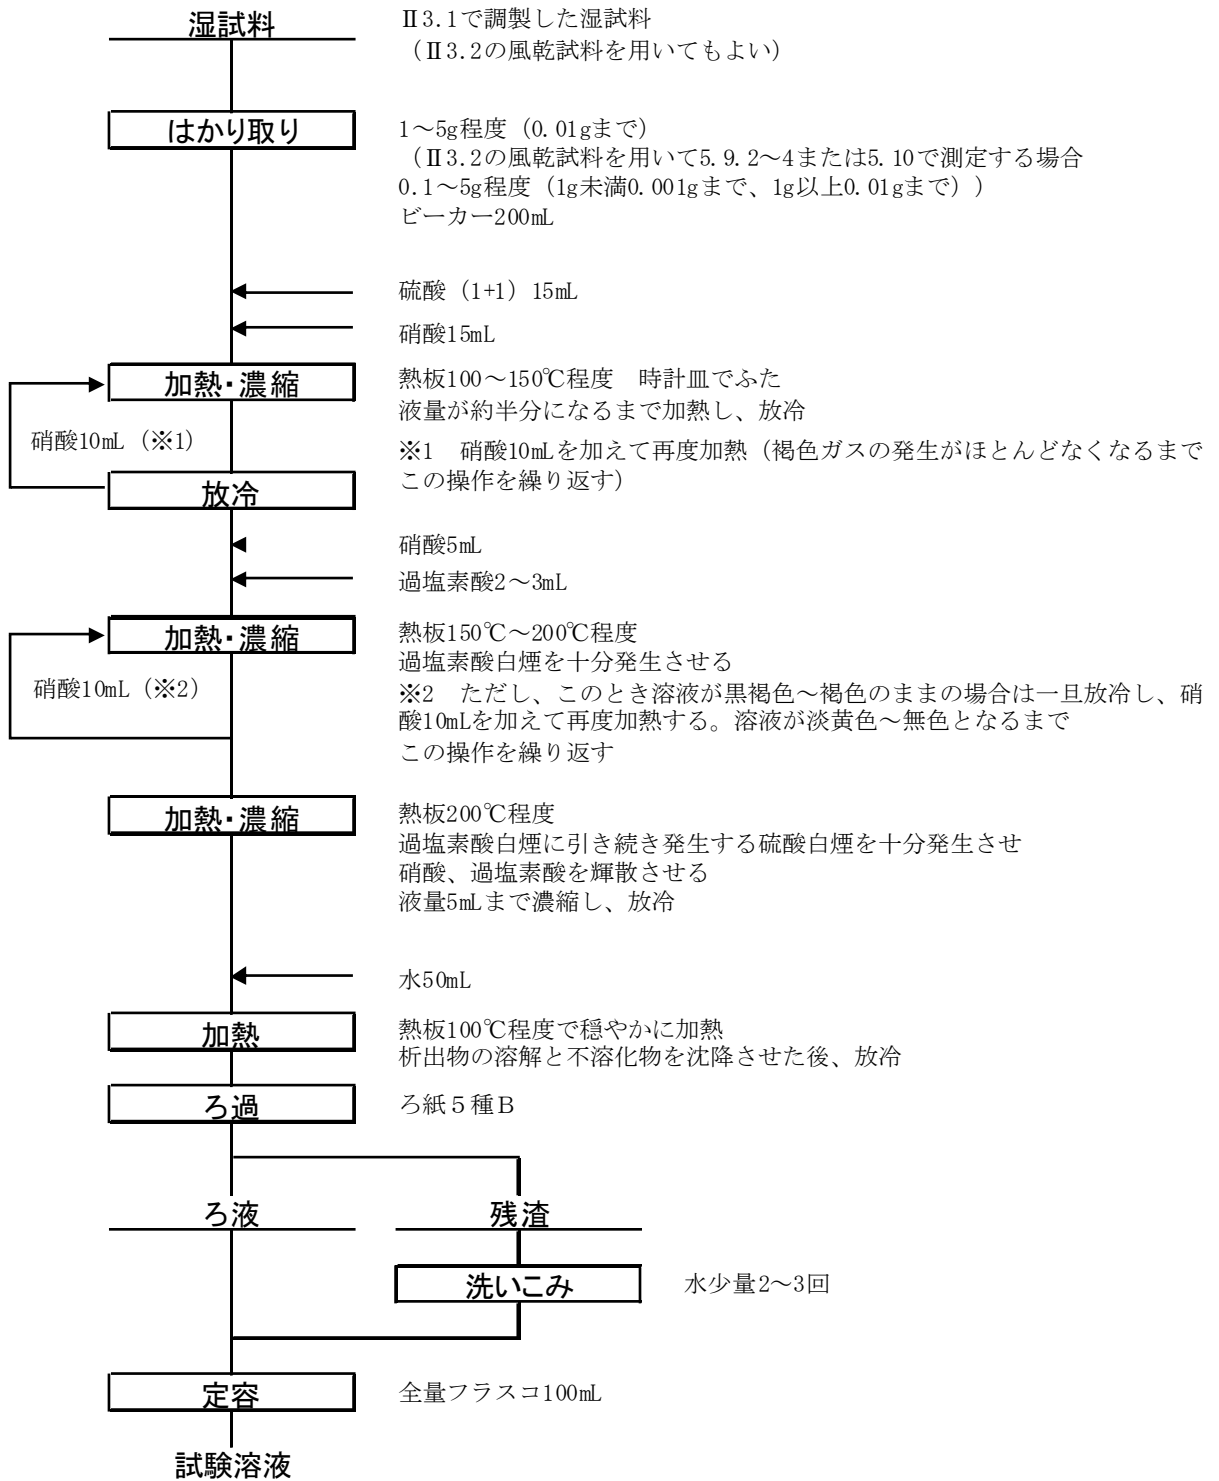 湿試料
Ⅱ3.1で調製した湿試料
（Ⅱ3.2の風乾試料を用いてもよい）
はかり取り
1～5g程度（0.01gまで）
（Ⅱ3.2の風乾試料を用いて5.9.2～4または5.10で測定する場合
0.1～5g程度（1g未満0.001gまで、1g以上0.01gまで））
ビーカー200mL
硫酸（1+1）15mL
硝酸15mL
加熱・濃縮
熱板100～150℃程度　時計皿でふた
液量が約半分になるまで加熱し、放冷
硝酸10mL（※1）
※1　硝酸10mLを加えて再度加熱（褐色ガスの発生がほとんどなくなるまで
この操作を繰り返す）
放冷
硝酸5mL
過塩素酸2～3mL
加熱・濃縮
熱板150℃～200℃程度
過塩素酸白煙を十分発生させる
硝酸10mL（※2）
※2　ただし、このとき溶液が黒褐色～褐色のままの場合は一旦放冷し、硝
酸10mLを加えて再度加熱する。溶液が淡黄色～無色となるまで
この操作を繰り返す
加熱・濃縮
熱板200℃程度
過塩素酸白煙に引き続き発生する硫酸白煙を十分発生させ
硝酸、過塩素酸を輝散させる
液量5mLまで濃縮し、放冷
水50mL
加熱
熱板100℃程度で穏やかに加熱
析出物の溶解と不溶化物を沈降させた後、放冷
ろ過
ろ紙５種Ｂ
ろ液
残渣
洗いこみ
水少量2～3回
定容
全量フラスコ100mL
試験溶液